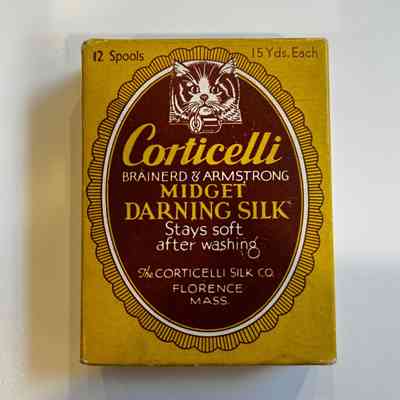 12 Spools 15 Yds. Each
Corticelli
BRAINERD & ARMSTRONG
MIDGET
DARNING SILK
Stays soft
after washing
The CORTICELLI SILK CO.
FLORENCE
MASS.